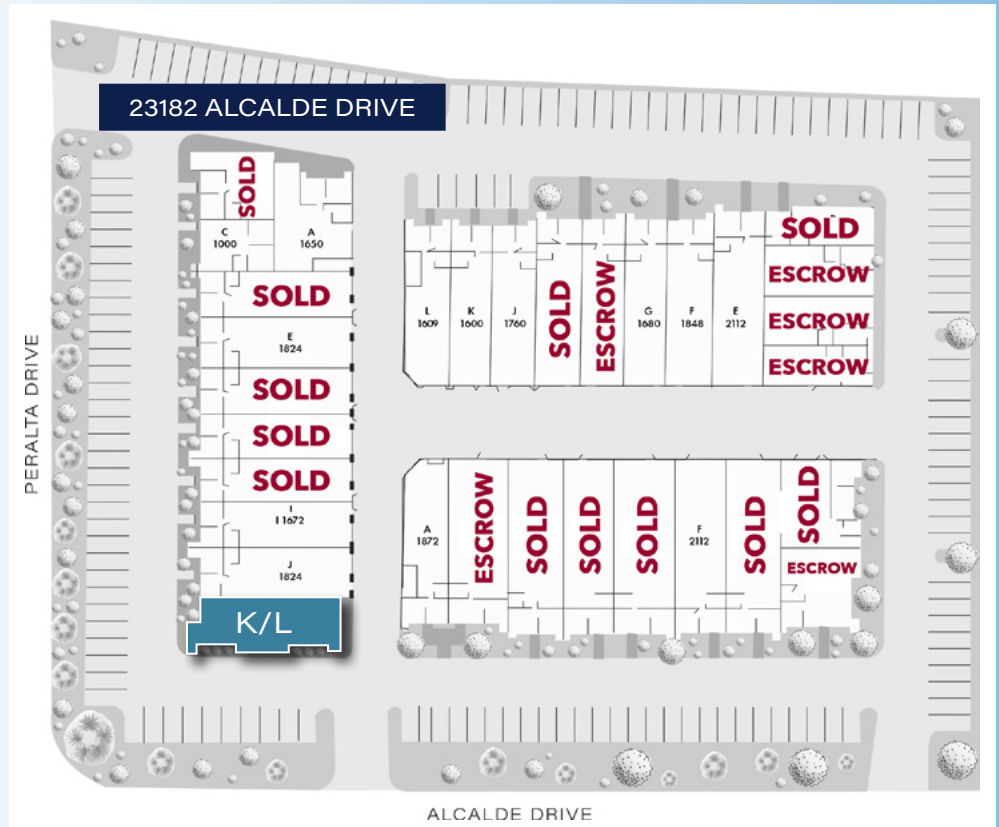 23182 ALCALDE DRIVE
SOLD
C
1000
A
1650
SOLD
E
1824
SOLD
SOLD
SOLD
I
I 1672
J
1824
K/L
L
1609
K
1600
J
1760
SOLD
ESCROW
G
1680
F
1848
E
2112
SOLD
ESCROW
ESCROW
ESCROW
A
1872
ESCROW
SOLD
SOLD
SOLD
F
2112
SOLD
SOLD
ESCROW
PERALTA DRIVE
ALCALDE DRIVE